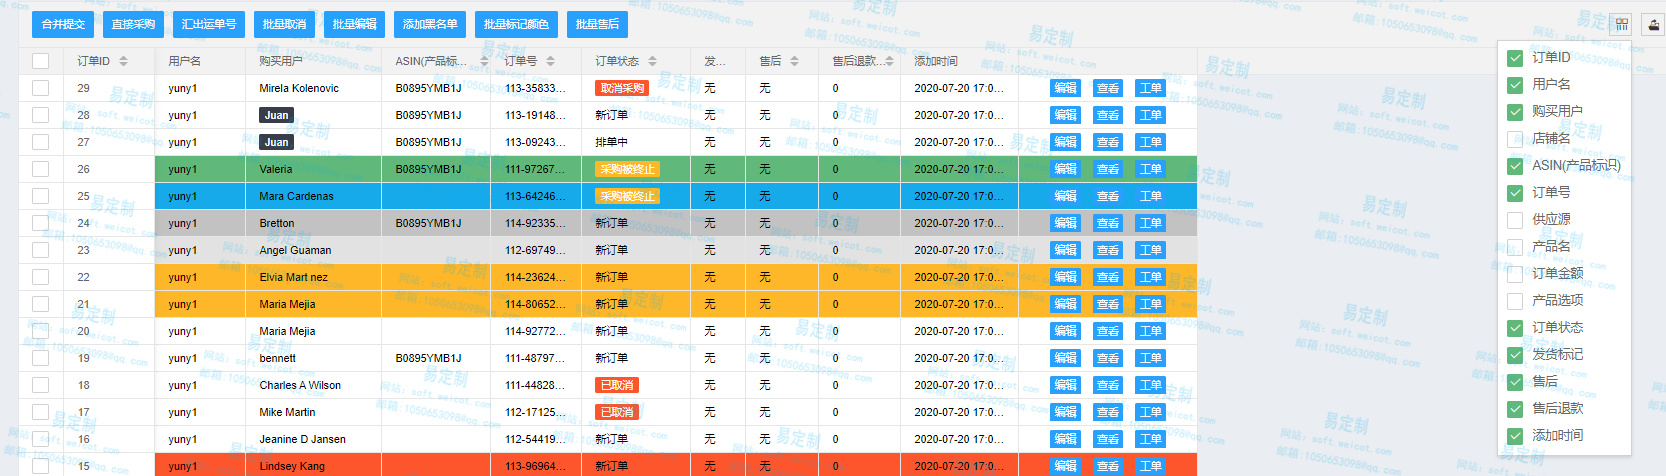 合并提交 直接采购 汇出运单号 批量取消 批量编辑 添加黑名单 批量标记颜色 批量售后
订单ID 用户名 购买用户 ASIN(产品标... 订单号 订单状态 发... 售后 售后退款... 添加时间
29 yuny1 Mirela Kolenovic B0895YMB1J 113-35833... 取消采购 无 无 0 2020-07-20 17:0... 编辑 查看 工单
28 yuny1 Juan B0895YMB1J 113-19148... 新订单 无 无 0 2020-07-20 17:0... 编辑 查看 工单
27 yuny1 Juan B0895YMB1J 113-09243... 排单中 无 无 0 2020-07-20 17:0... 编辑 查看 工单
26 yuny1 Valeria B0895YMB1J 111-97267... 采购被终止 无 无 0 2020-07-20 17:0... 编辑 查看 工单
25 yuny1 Mara Cardenas 113-64246... 采购被终止 无 无 0 2020-07-20 17:0... 编辑 查看 工单
24 yuny1 Bretton B0895YMB1J 114-92335... 新订单 无 无 0 2020-07-20 17:0... 编辑 查看 工单
23 yuny1 Angel Guaman 112-69749... 新订单 无 无 0 2020-07-20 17:0... 编辑 查看 工单
22 yuny1 Elvia Mart nez 114-23624... 新订单 无 无 0 2020-07-20 17:0... 编辑 查看 工单
21 yuny1 Maria Mejia 114-80652... 新订单 无 无 0 2020-07-20 17:0... 编辑 查看 工单
20 yuny1 Maria Mejia 114-92772... 新订单 无 无 0 2020-07-20 17:0... 编辑 查看 工单
19 yuny1 bennett B0895YMB1J 111-48797... 新订单 无 无 0 2020-07-20 17:0... 编辑 查看 工单
18 yuny1 Charles A Wilson 111-44828... 已取消 无 无 0 2020-07-20 17:0... 编辑 查看 工单
17 yuny1 Mike Martin 112-17125... 已取消 无 无 0 2020-07-20 17:0... 编辑 查看 工单
16 yuny1 Jeanine D Jansen 112-54419... 新订单 无 无 0 2020-07-20 17:0... 编辑 查看 工单
15 yuny1 Lindsey Kang 113-96964... 新订单 无 无 0 2020-07-20 17:0... 编辑 查看 工单
订单ID
用户名
购买用户
店铺名
ASIN(产品标识)
订单号
供应源
产品名
订单金额
产品选项
订单状态
发货标记
售后
售后退款
添加时间
易定制
网站: soft.weicot.com
邮箱:1050653098@qq.com